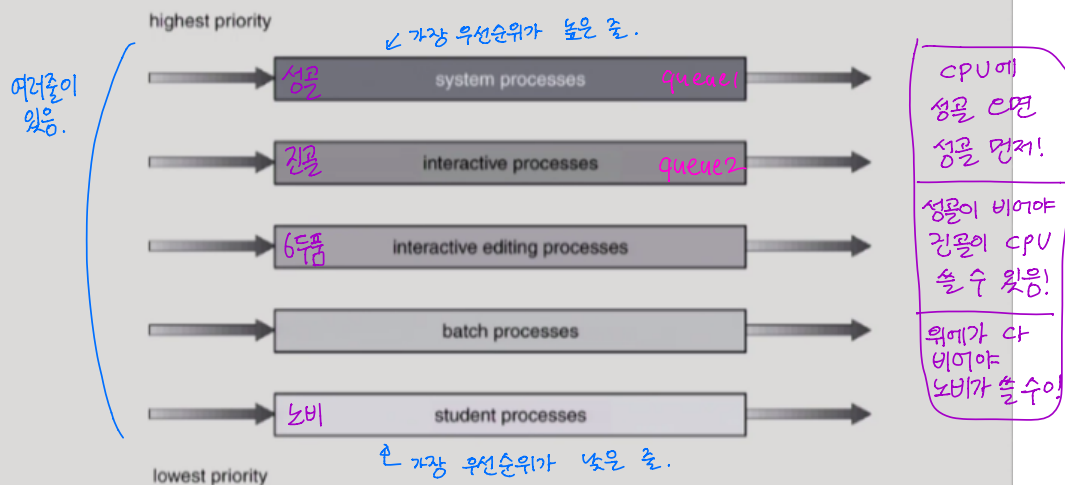 highest priority
가장 우선순위가 높은 줄.
여러줄이
있음.
성골 system processes queue1
진골 interactive processes queue2
6두품 interactive editing processes
batch processes
노비 student processes
가장 우선순위가 낮은 줄.
lowest priority
CPU에
성골 오면
성골 먼저!
성골이 비어야
진골이 CPU
쓸 수 있음!
위에가 다
비어야
노비가 쓸 수